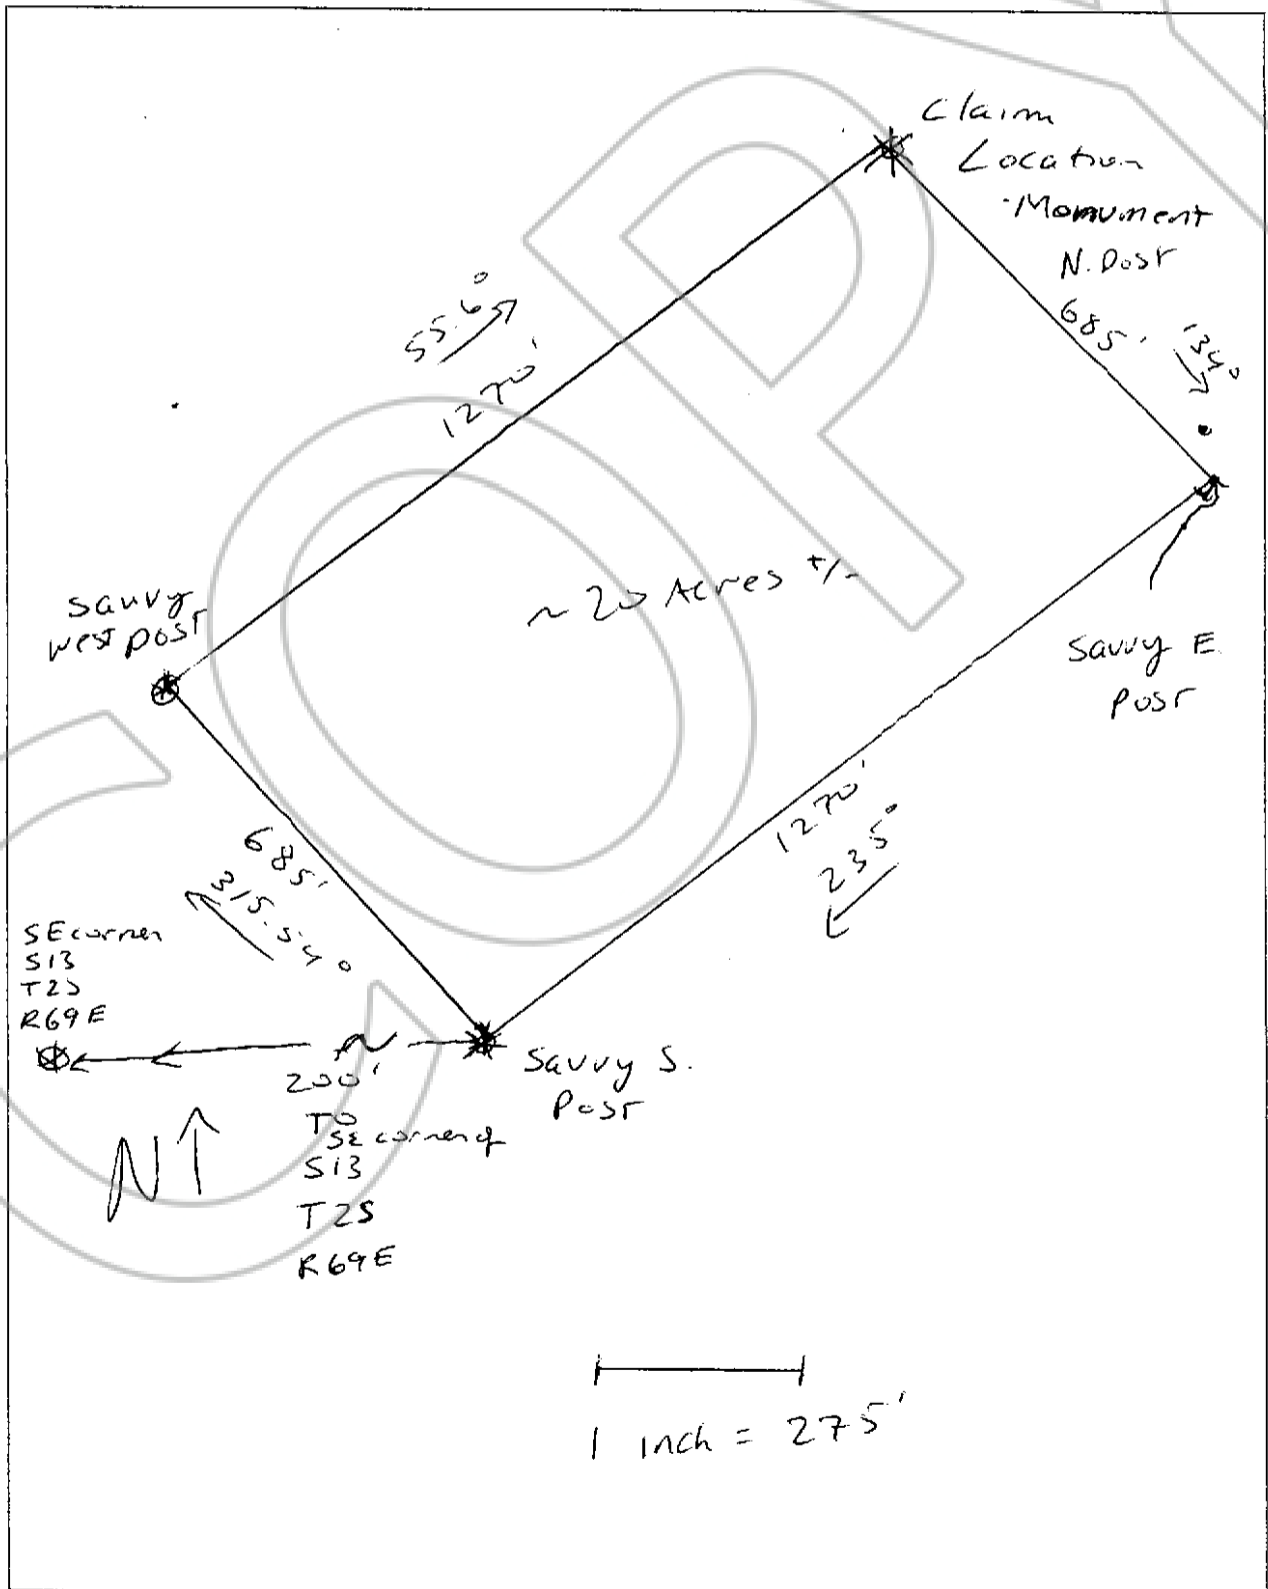 Claim
Location
Monument
N. Post
685'
134°
55.6°
1270'
~ 20 Acres +/-
Savvy
West post
Savvy E
Post
1270'
235°
685'
315.54°
SE corner
S13
T2S
R69E
~
200'
TO
SE corner of
S13
T2S
R69E
Savvy S.
Post
N
1 inch = 275'
COPY